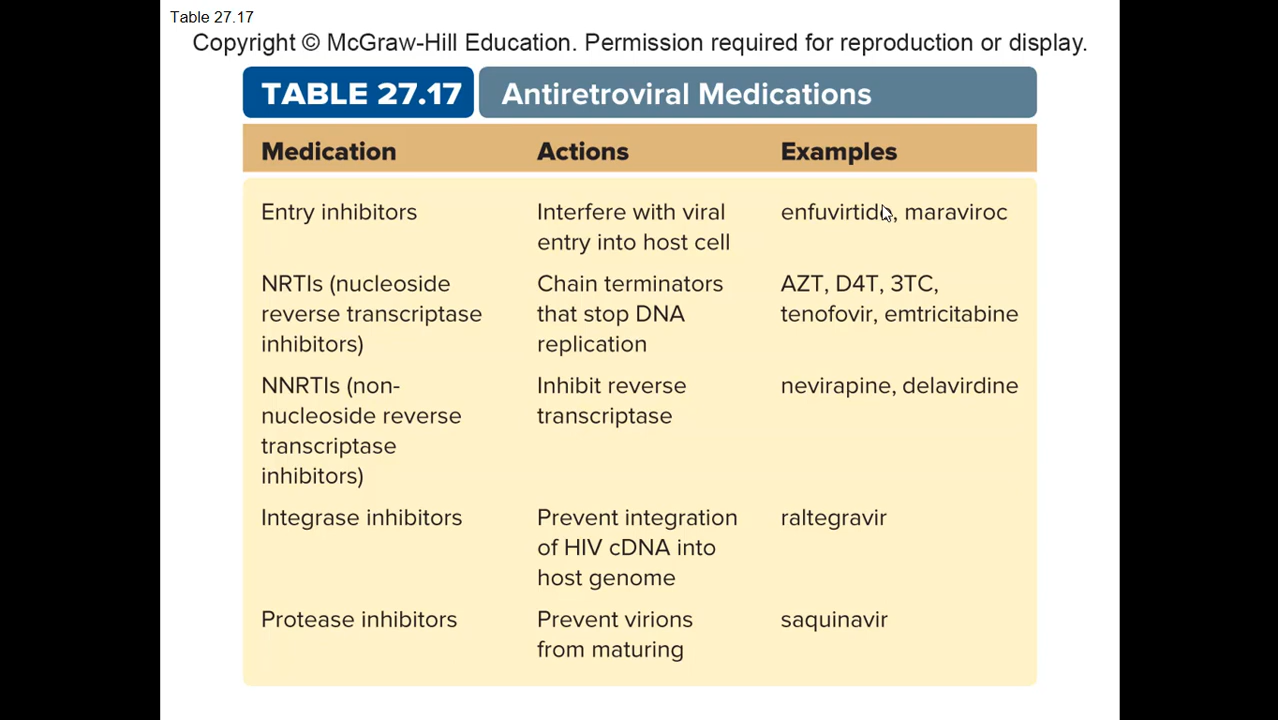 Table 27.17
Copyright © McGraw-Hill Education. Permission required for reproduction or display.
TABLE 27.17 Antiretroviral Medications
Medication Actions Examples
Entry inhibitors Interfere with viral enfuvirtide, maraviroc
entry into host cell
NRTIs (nucleoside Chain terminators AZT, D4T, 3TC,
reverse transcriptase that stop DNA tenofovir, emtricitabine
inhibitors) replication
NNRTIs (non- Inhibit reverse nevirapine, delavirdine
nucleoside reverse transcriptase
transcriptase
inhibitors)
Integrase inhibitors Prevent integration raltegravir
of HIV cDNA into
host genome
Protease inhibitors Prevent virions saquinavir
from maturing